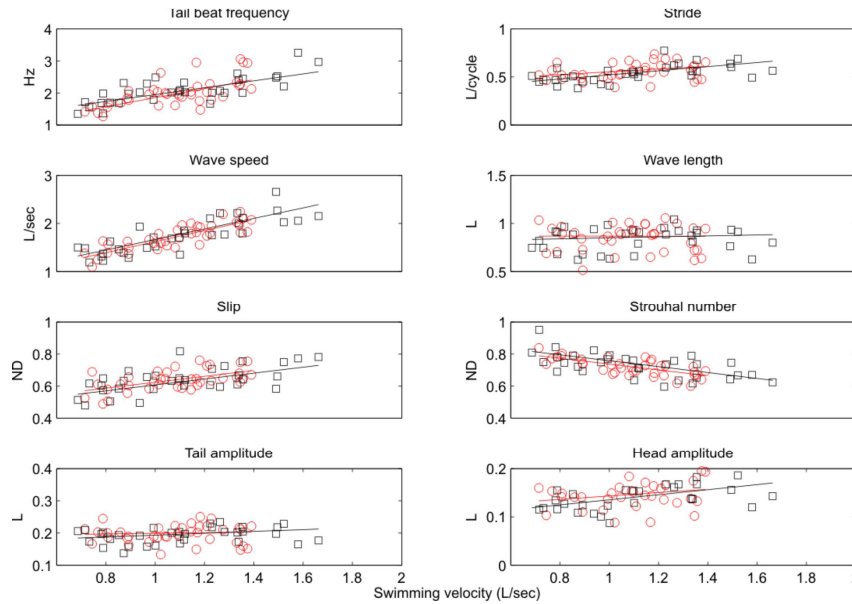 Tail beat frequency
4
3
2
1
Hz
Stride
1
0.5
0
L/cycle
Wave speed
3
2
1
L/sec
Wave length
1.5
1
0.5
L
Slip
1
0.8
0.6
0.4
ND
Strouhal number
1
0.8
0.6
0.4
ND
Tail amplitude
0.4
0.3
0.2
0.1
L
0.8 1 1.2 1.4 1.6 1.8 2
Head amplitude
0.2
0.1
0
L
0.8 1 1.2 1.4 1.6 1.8
Swimming velocity (L/sec)